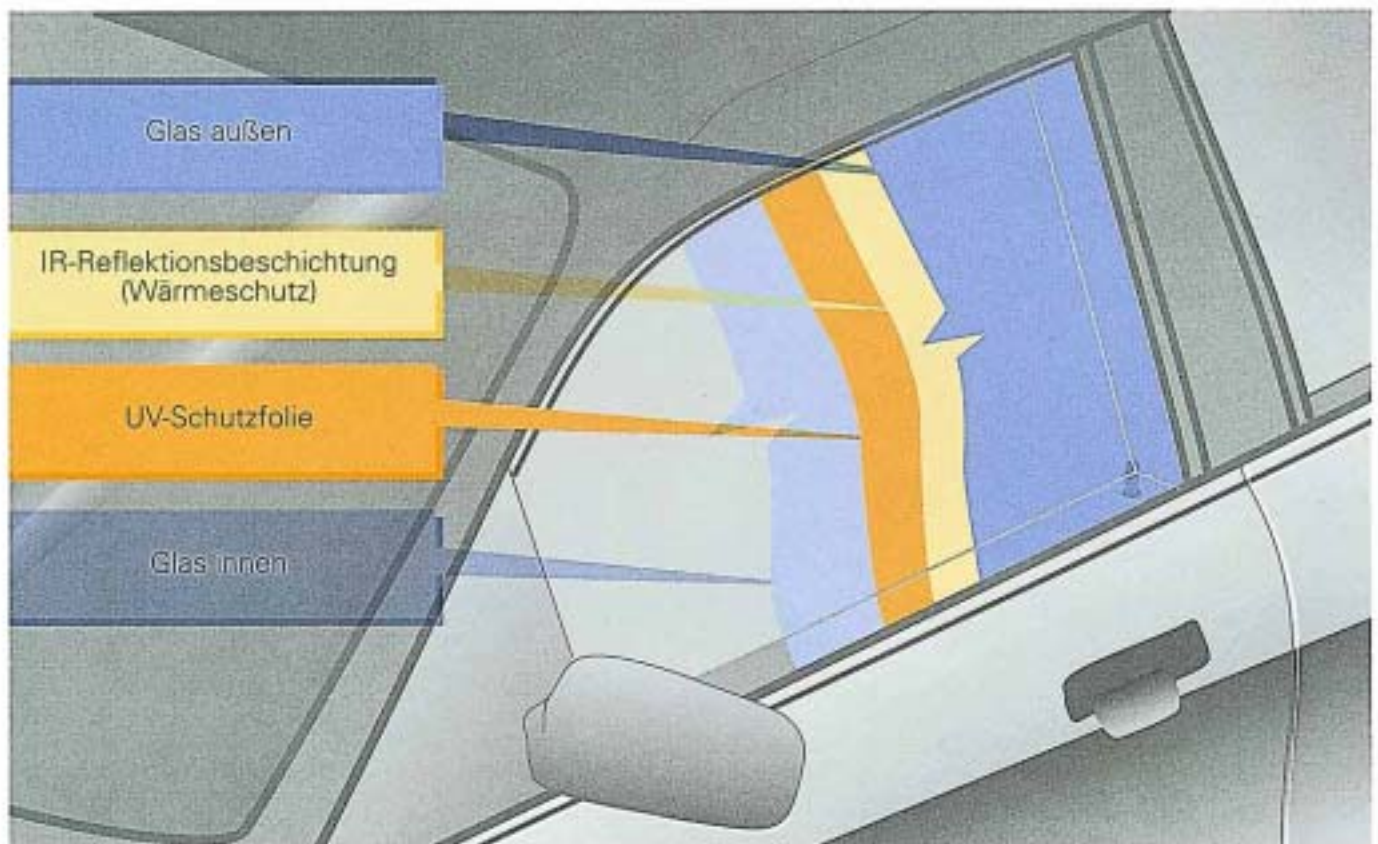 Glas außen
IR-Reflektionsbeschichtung
(Wärmeschutz)
UV-Schutzfolie
Glas innen